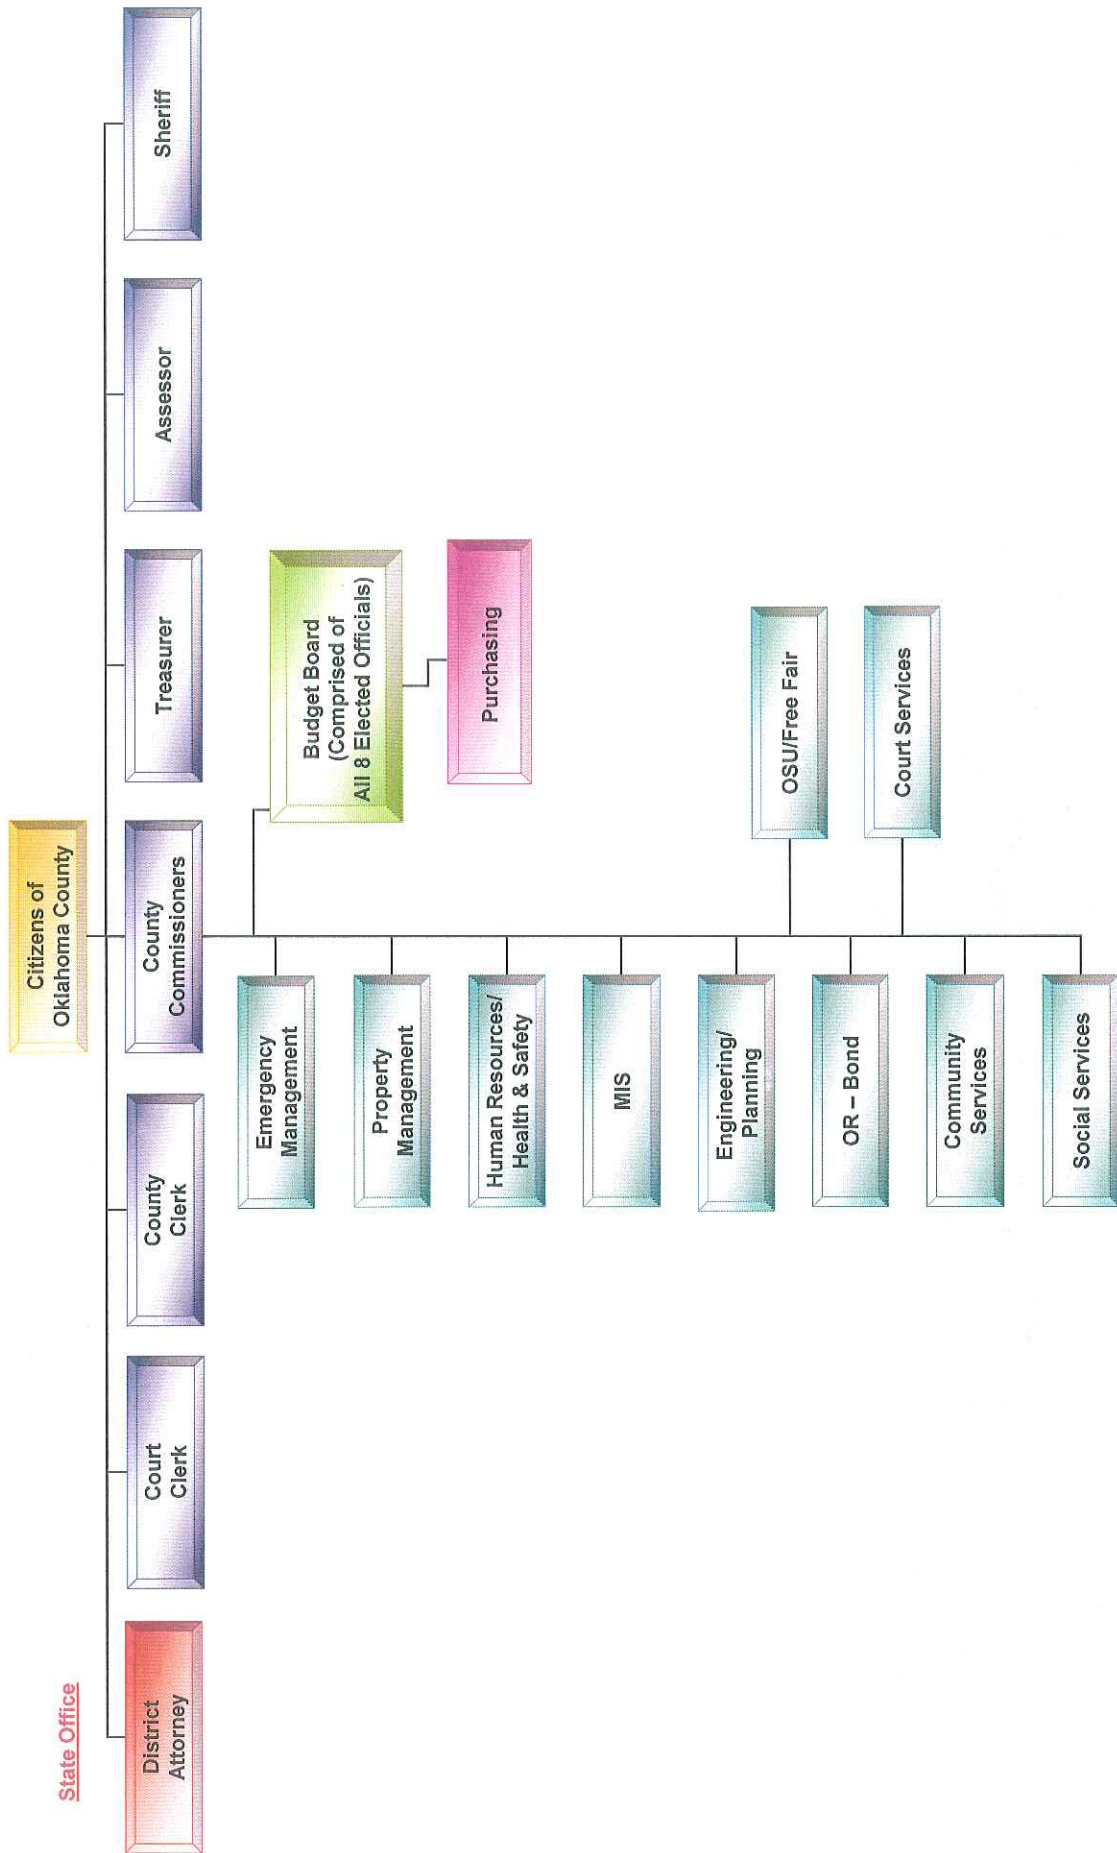 Citizens of
Oklahoma County
State Office
District
Attorney
Court
Clerk
County
Clerk
County
Commissioners
Treasurer
Assessor
Sheriff
Budget Board
(Comprised of
All 8 Elected Officials)
Purchasing
Emergency
Management
Property
Management
Human Resources/
Health & Safety
MIS
Engineering/
Planning
OSU/Free Fair
OR – Bond
Court Services
Community
Services
Social Services